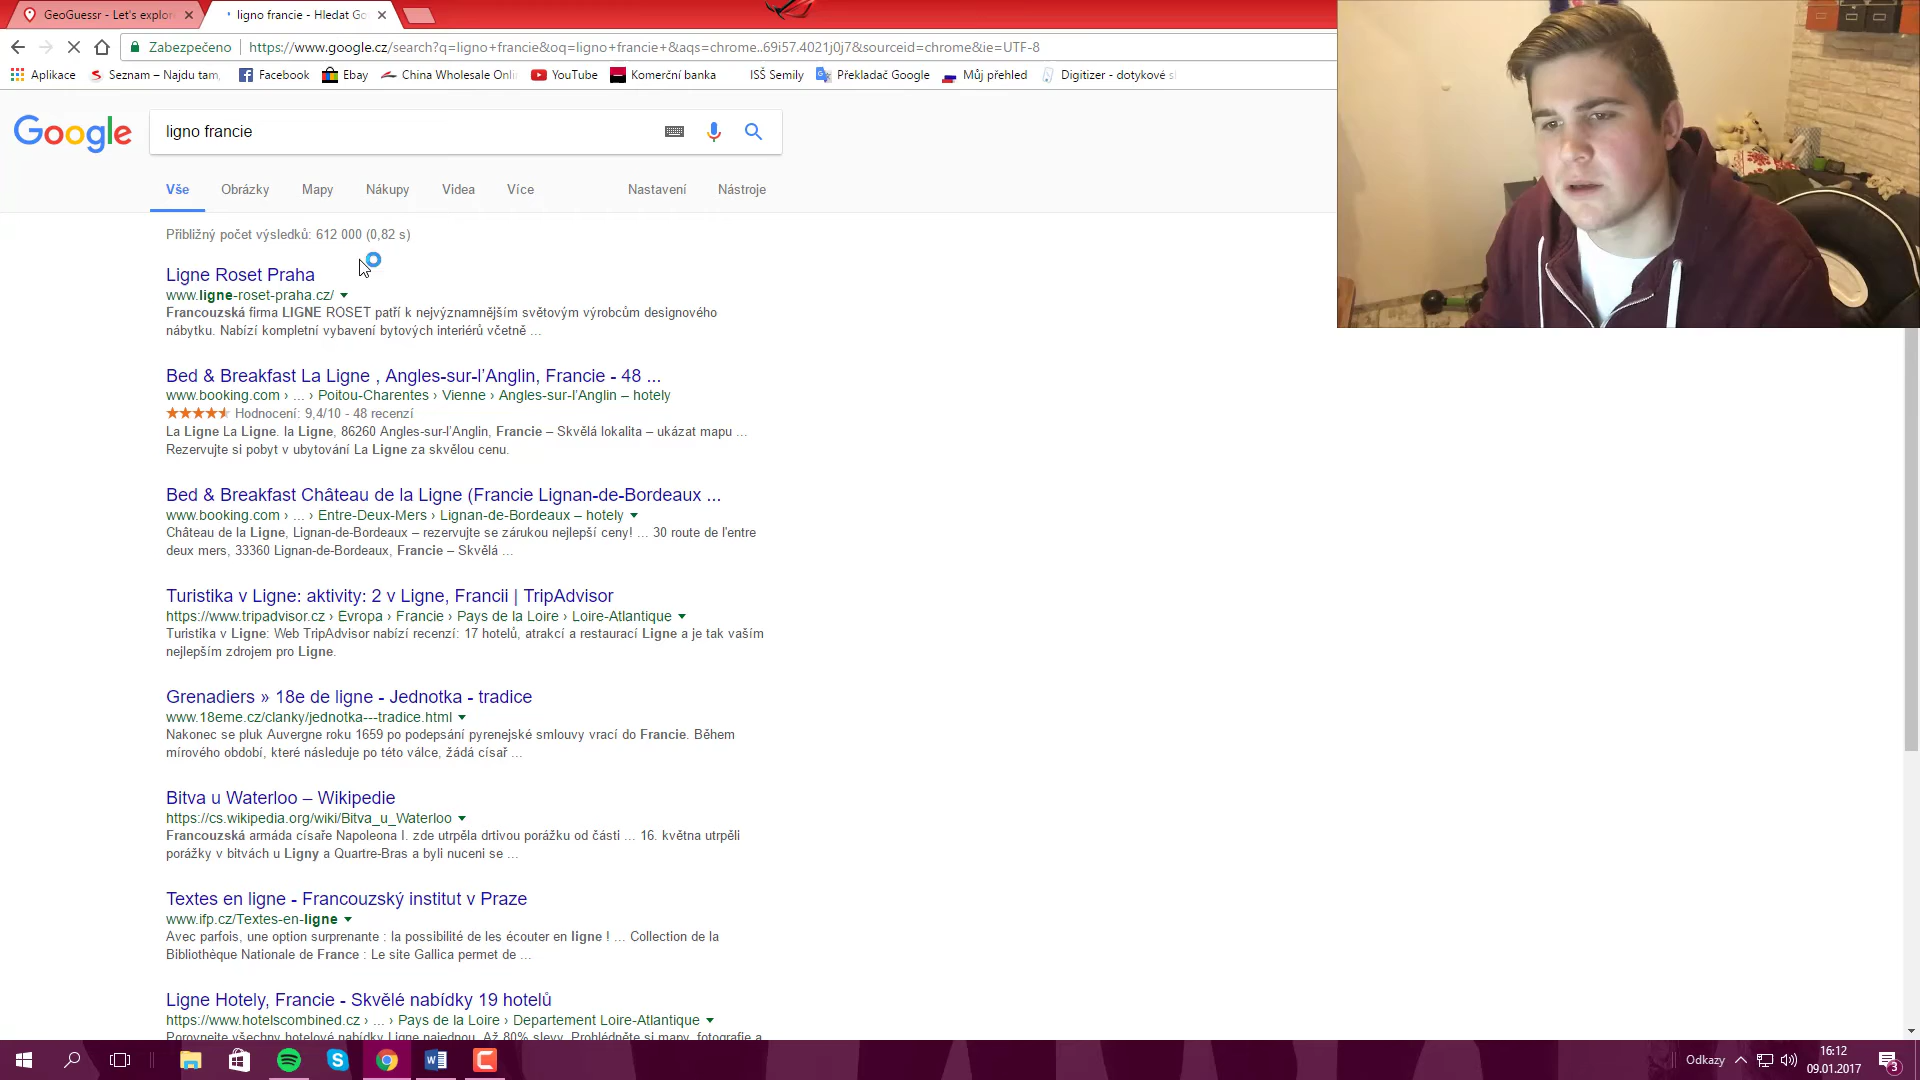 GeoGuessr - Let's explor
ligno francie - Hledat Go
Zabezpečeno
https://www.google.cz/search?q=ligno+francie&oq=ligno+francie+&aqs=chrome..69i57.4021j0j7&sourceid=chrome&ie=UTF-8
Aplikace
Seznam – Najdu tam,
Facebook
Ebay
China Wholesale Onli
YouTube
Komerční banka
ISŠ Semily
Překladač Google
Můj přehled
Digitizer - dotykové s
Google
ligno francie
Vše
Obrázky
Mapy
Nákupy
Videa
Více
Nastavení
Nástroje
Přibližný počet výsledků: 612 000 (0,82 s)
Ligne Roset Praha
www.ligne-roset-praha.cz/
Francouzská firma LIGNE ROSET patří k nejvýznamnějším světovým výrobcům designového
nábytku. Nabízí kompletní vybavení bytových interiérů včetně ...
Bed & Breakfast La Ligne , Angles-sur-l'Anglin, Francie - 48 ...
www.booking.com › ... › Poitou-Charentes › Vienne › Angles-sur-l'Anglin – hotely
Hodnocení: 9,4/10 - 48 recenzí
La Ligne La Ligne. la Ligne, 86260 Angles-sur-l'Anglin, Francie – Skvělá lokalita – ukázat mapu ...
Rezervujte si pobyt v ubytování La Ligne za skvělou cenu.
Bed & Breakfast Château de la Ligne (Francie Lignan-de-Bordeaux ...
www.booking.com › ... › Entre-Deux-Mers › Lignan-de-Bordeaux – hotely
Château de la Ligne, Lignan-de-Bordeaux – rezervujte se zárukou nejlepší ceny! ... 30 route de l'entre
deux mers, 33360 Lignan-de-Bordeaux, Francie – Skvělá ...
Turistika v Ligne: aktivity: 2 v Ligne, Francii | TripAdvisor
https://www.tripadvisor.cz › Evropa › Francie › Pays de la Loire › Loire-Atlantique
Turistika v Ligne: Web TripAdvisor nabízí recenzí: 17 hotelů, atrakcí a restaurací Ligne a je tak vaším
nejlepším zdrojem pro Ligne.
Grenadiers » 18e de ligne - Jednotka - tradice
www.18eme.cz/clanky/jednotka---tradice.html
Nakonec se pluk Auvergne roku 1659 po podepsání pyrenejské smlouvy vrací do Francie. Během
mírového období, které následuje po této válce, žádá císař ...
Bitva u Waterloo – Wikipedie
https://cs.wikipedia.org/wiki/Bitva_u_Waterloo
Francouzská armáda císaře Napoleona I. zde utrpěla drtivou porážku od části ... 16. května utrpěli
porážky v bitvách u Ligny a Quartre-Bras a byli nuceni se ...
Textes en ligne - Francouzský institut v Praze
www.ifp.cz/Textes-en-ligne
Avec parfois, une option surprenante : la possibilité de les écouter en ligne ! ... Collection de la
Bibliothèque Nationale de France : Le site Gallica permet de ...
Ligne Hotely, Francie - Skvělé nabídky 19 hotelů
https://www.hotelscombined.cz › ... › Pays de la Loire › Departement Loire-Atlantique
Porovnejte všechny hotelové nabídky Ligne najednou. Až 80% slevy. Prohlédněte si mapy, fotografie a
Odkazy
16:12
09.01.2017
3